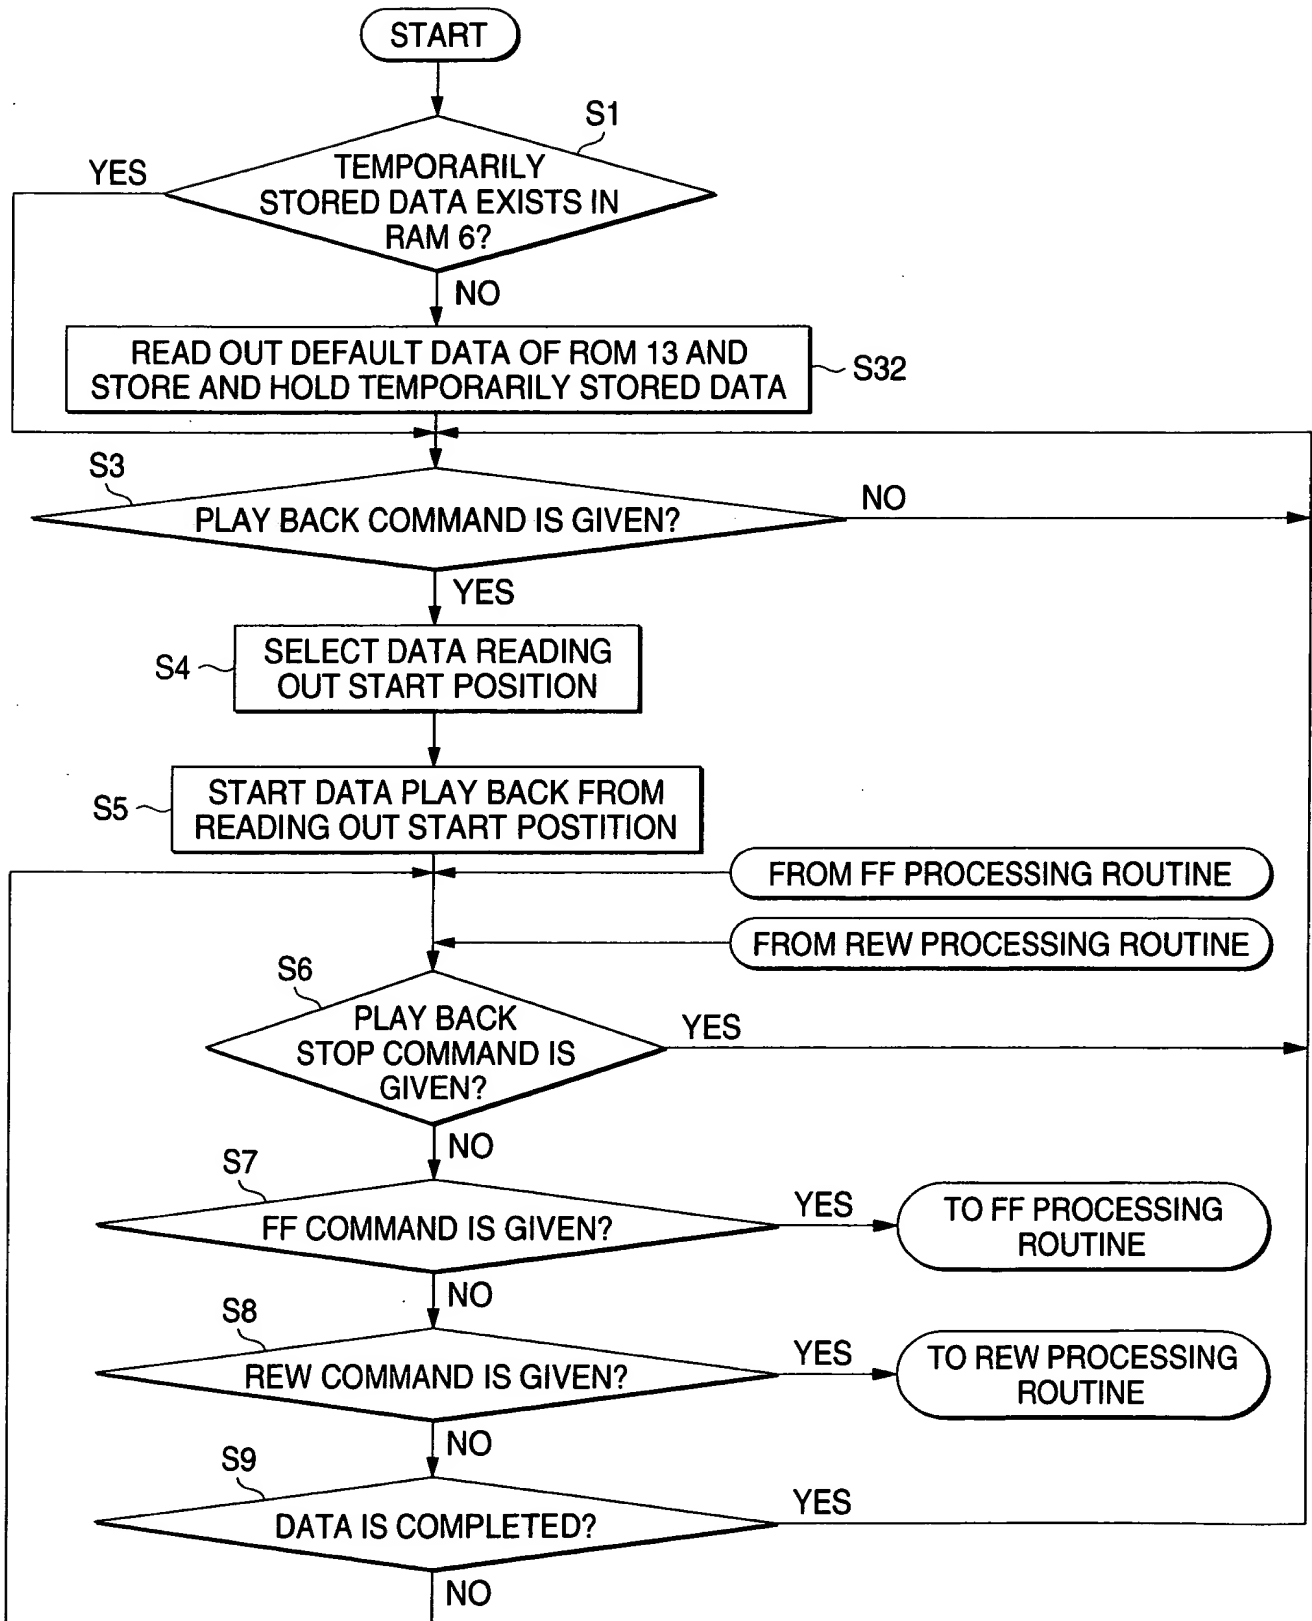 START
S1
YES
TEMPORARILY
STORED DATA EXISTS IN
RAM 6?
NO
READ OUT DEFAULT DATA OF ROM 13 AND
STORE AND HOLD TEMPORARILY STORED DATA
S32
S3
PLAY BACK COMMAND IS GIVEN?
NO
YES
S4
SELECT DATA READING
OUT START POSITION
S5
START DATA PLAY BACK FROM
READING OUT START POSTITION
FROM FF PROCESSING ROUTINE
FROM REW PROCESSING ROUTINE
S6
PLAY BACK
STOP COMMAND IS
GIVEN?
YES
NO
S7
FF COMMAND IS GIVEN?
YES
TO FF PROCESSING
ROUTINE
NO
S8
REW COMMAND IS GIVEN?
YES
TO REW PROCESSING
ROUTINE
NO
S9
DATA IS COMPLETED?
YES
NO